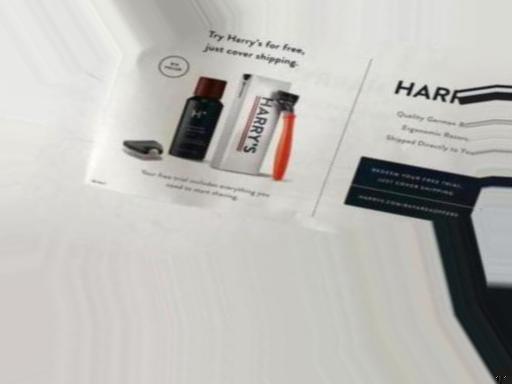 Try Harry's for free,
just cover shipping.
H'
HARRY'S
Your free trial includes everything you
need to start shaving.
HARR
Quality German
Ergonomic Razors,
Shipped Directly to You
REDEEM YOUR FREE TRIAL,
JUST COVER SHIPPING